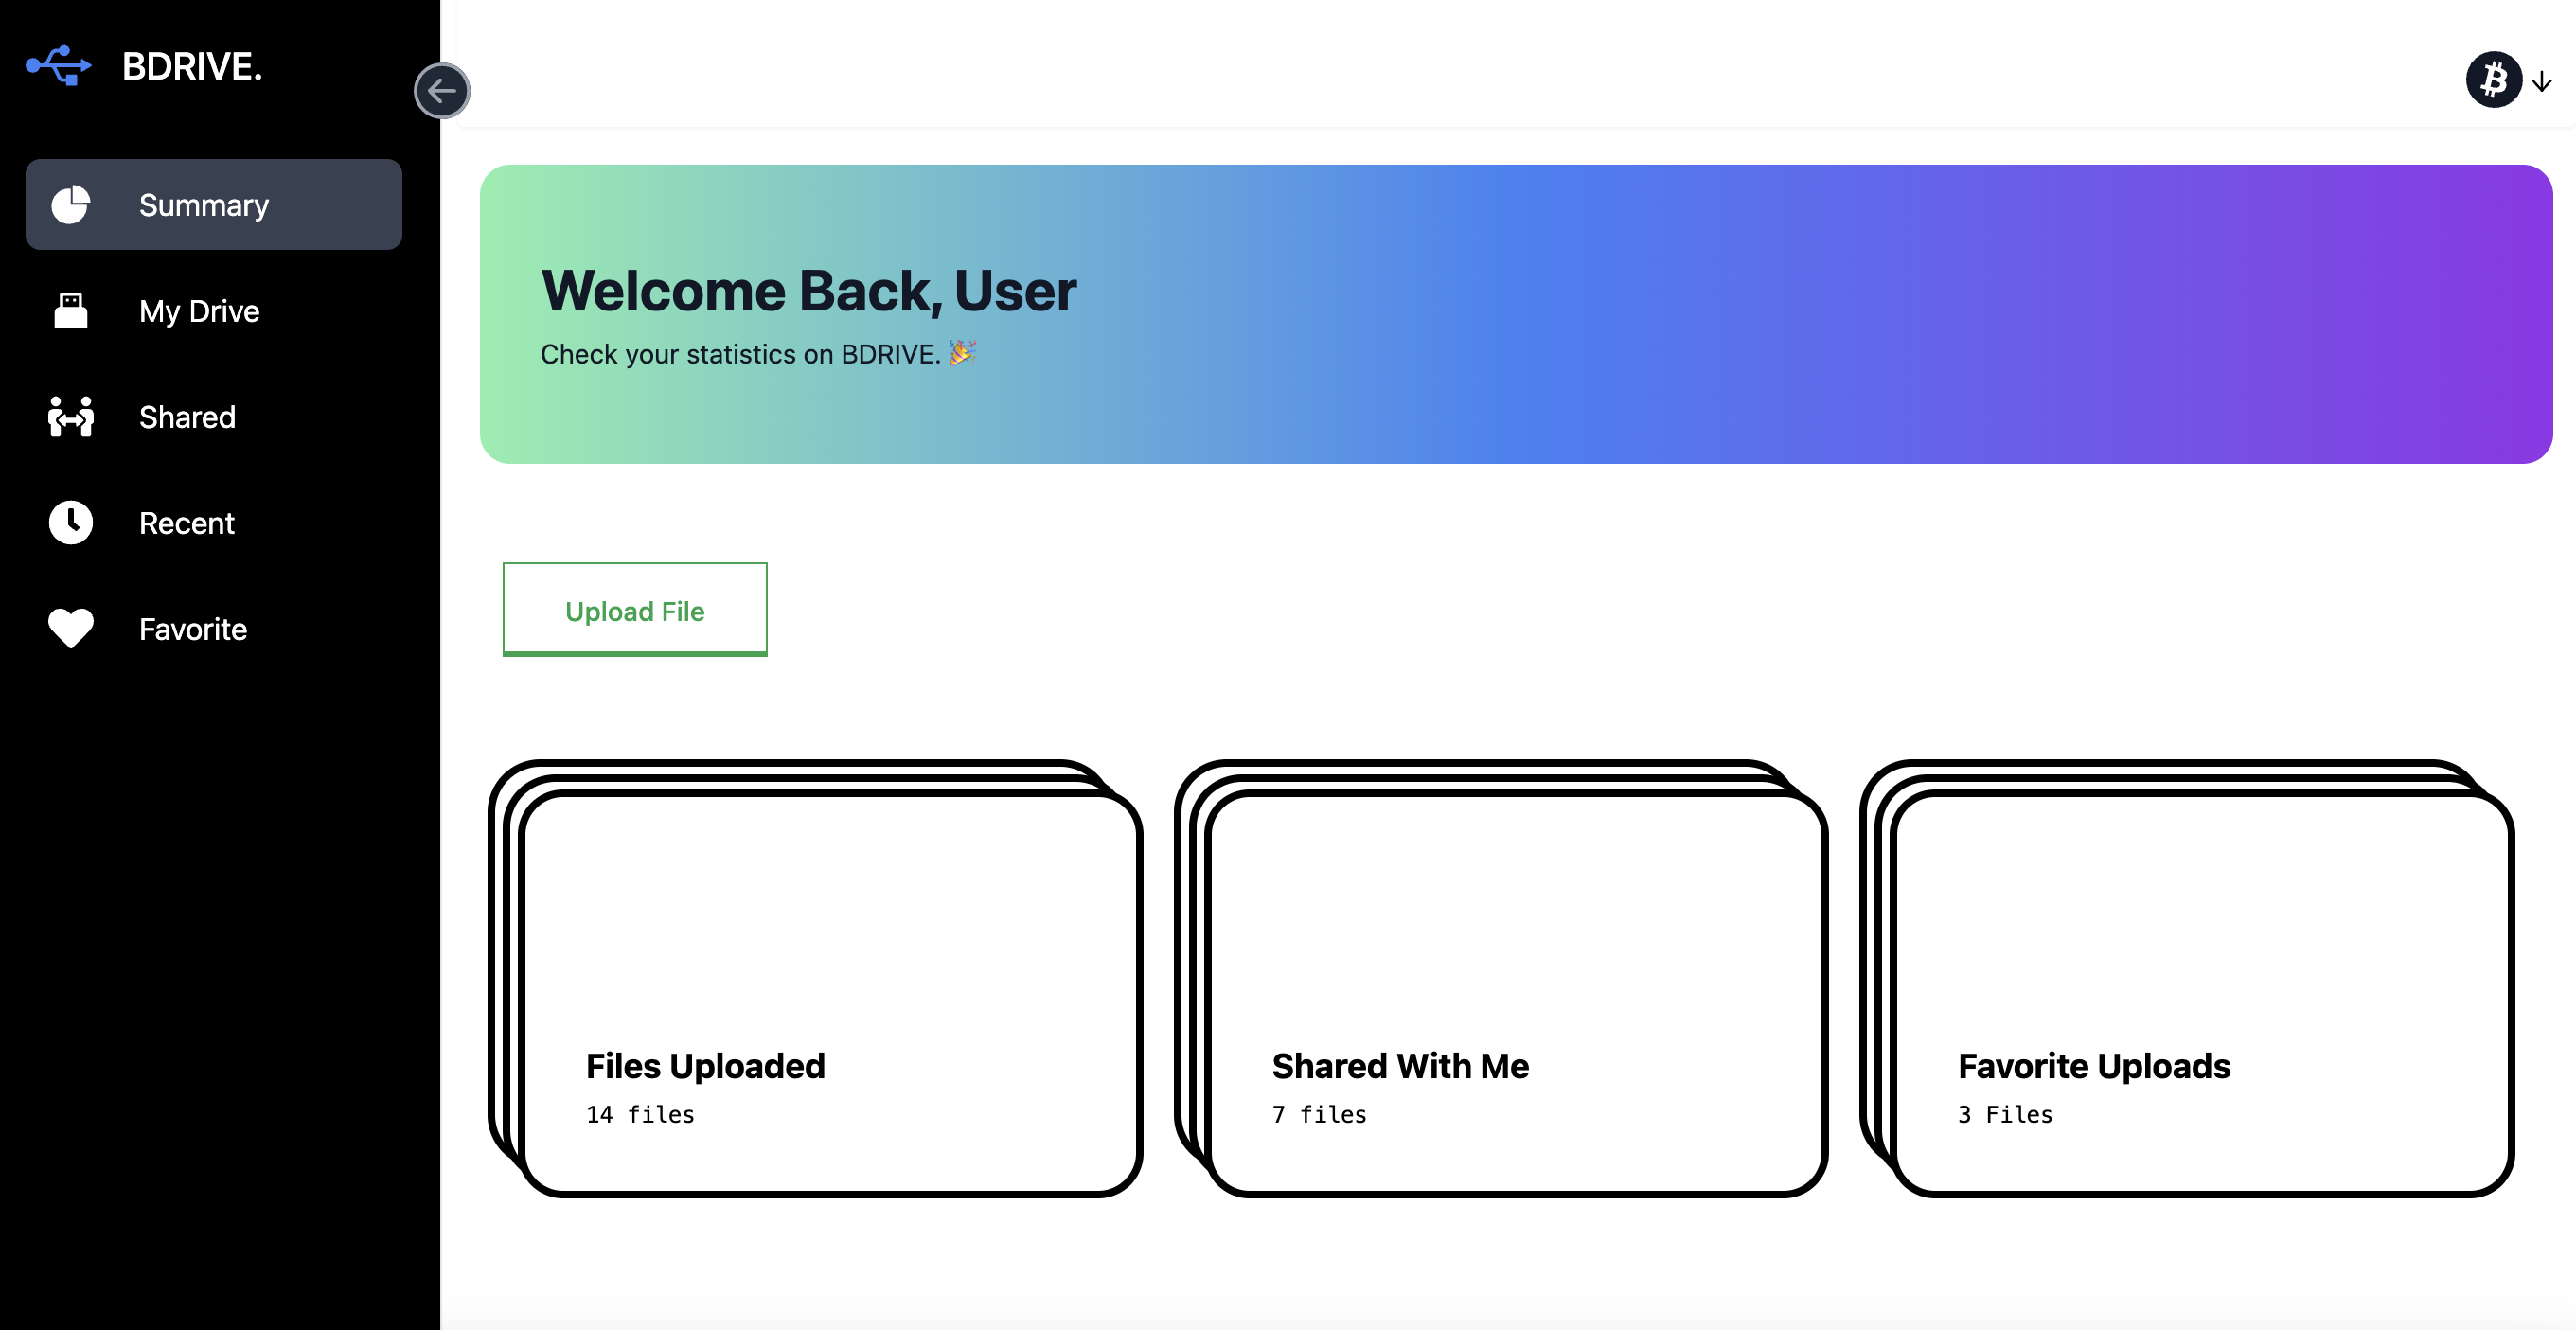 BDRIVE.
Summary
My Drive
Shared
Recent
Favorite
Welcome Back, User
Check your statistics on BDRIVE. 🎉
Upload File
Files Uploaded
14 files
Shared With Me
7 files
Favorite Uploads
3 Files